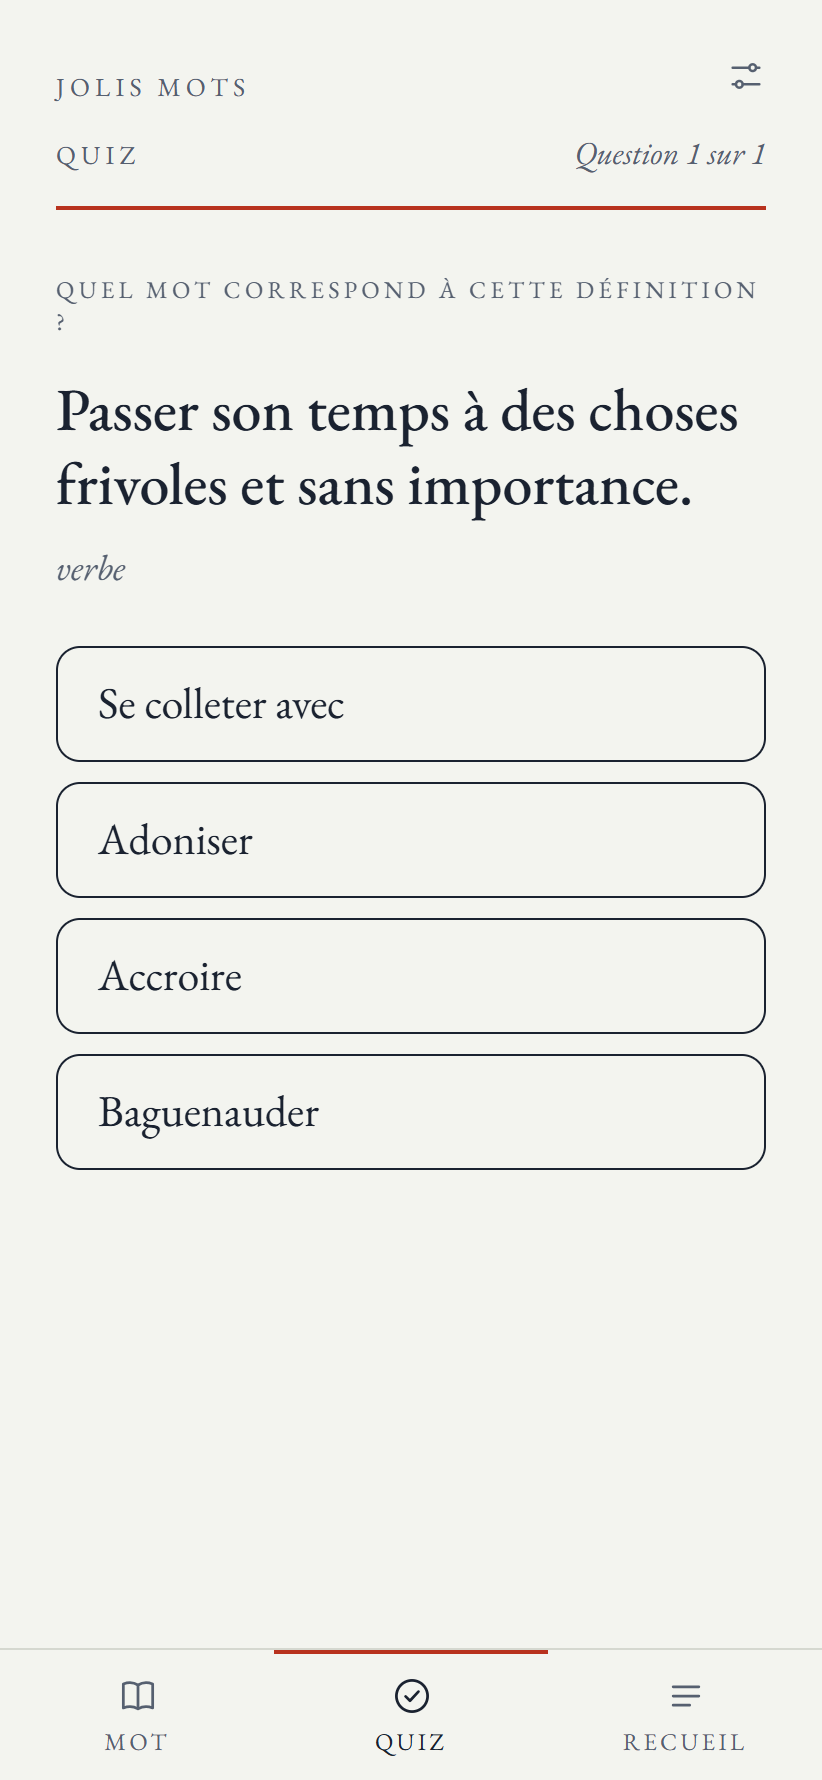 JOLIS MOTS
QUIZ
Question 1 sur 1
QUEL MOT CORRESPOND À CETTE DÉFINITION
?
Passer son temps à des choses
frivoles et sans importance.
verbe
Se colleter avec
Adoniser
Accroire
Baguenauder
MOT
QUIZ
RECUEIL